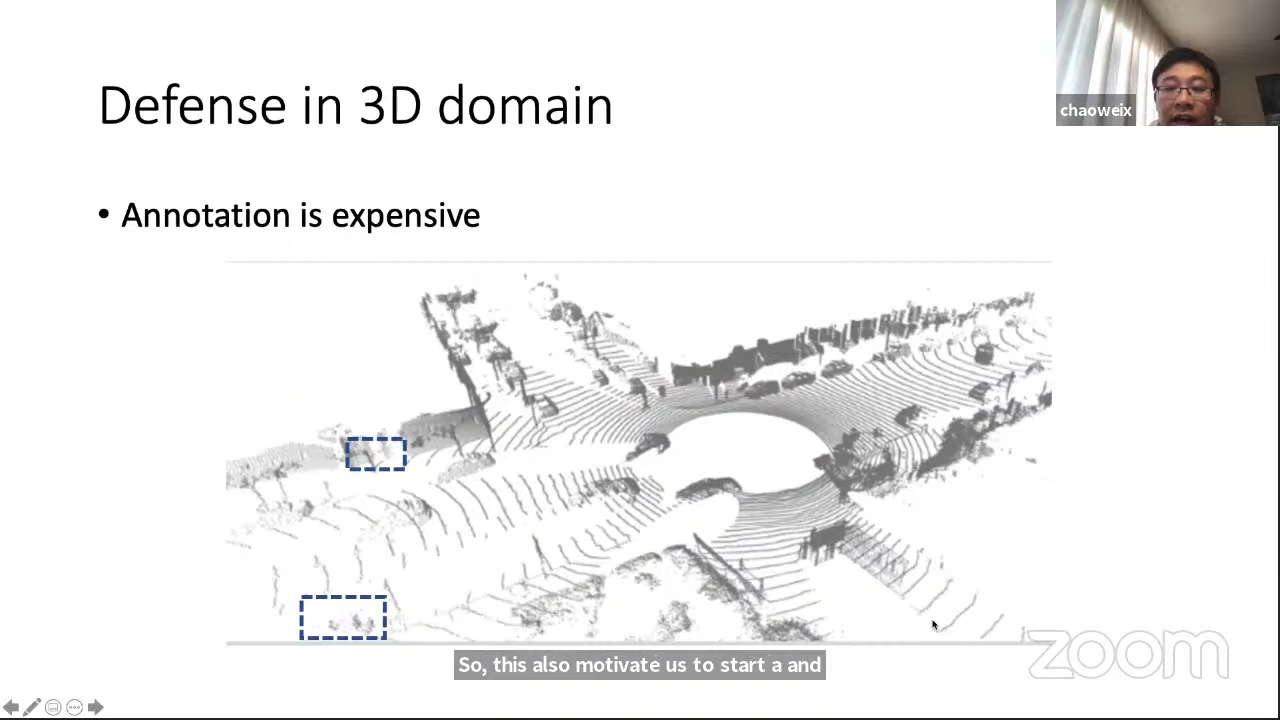 Defense in 3D domain
chaoweix
• Annotation is expensive
So, this also motivate us to start a and
zoom